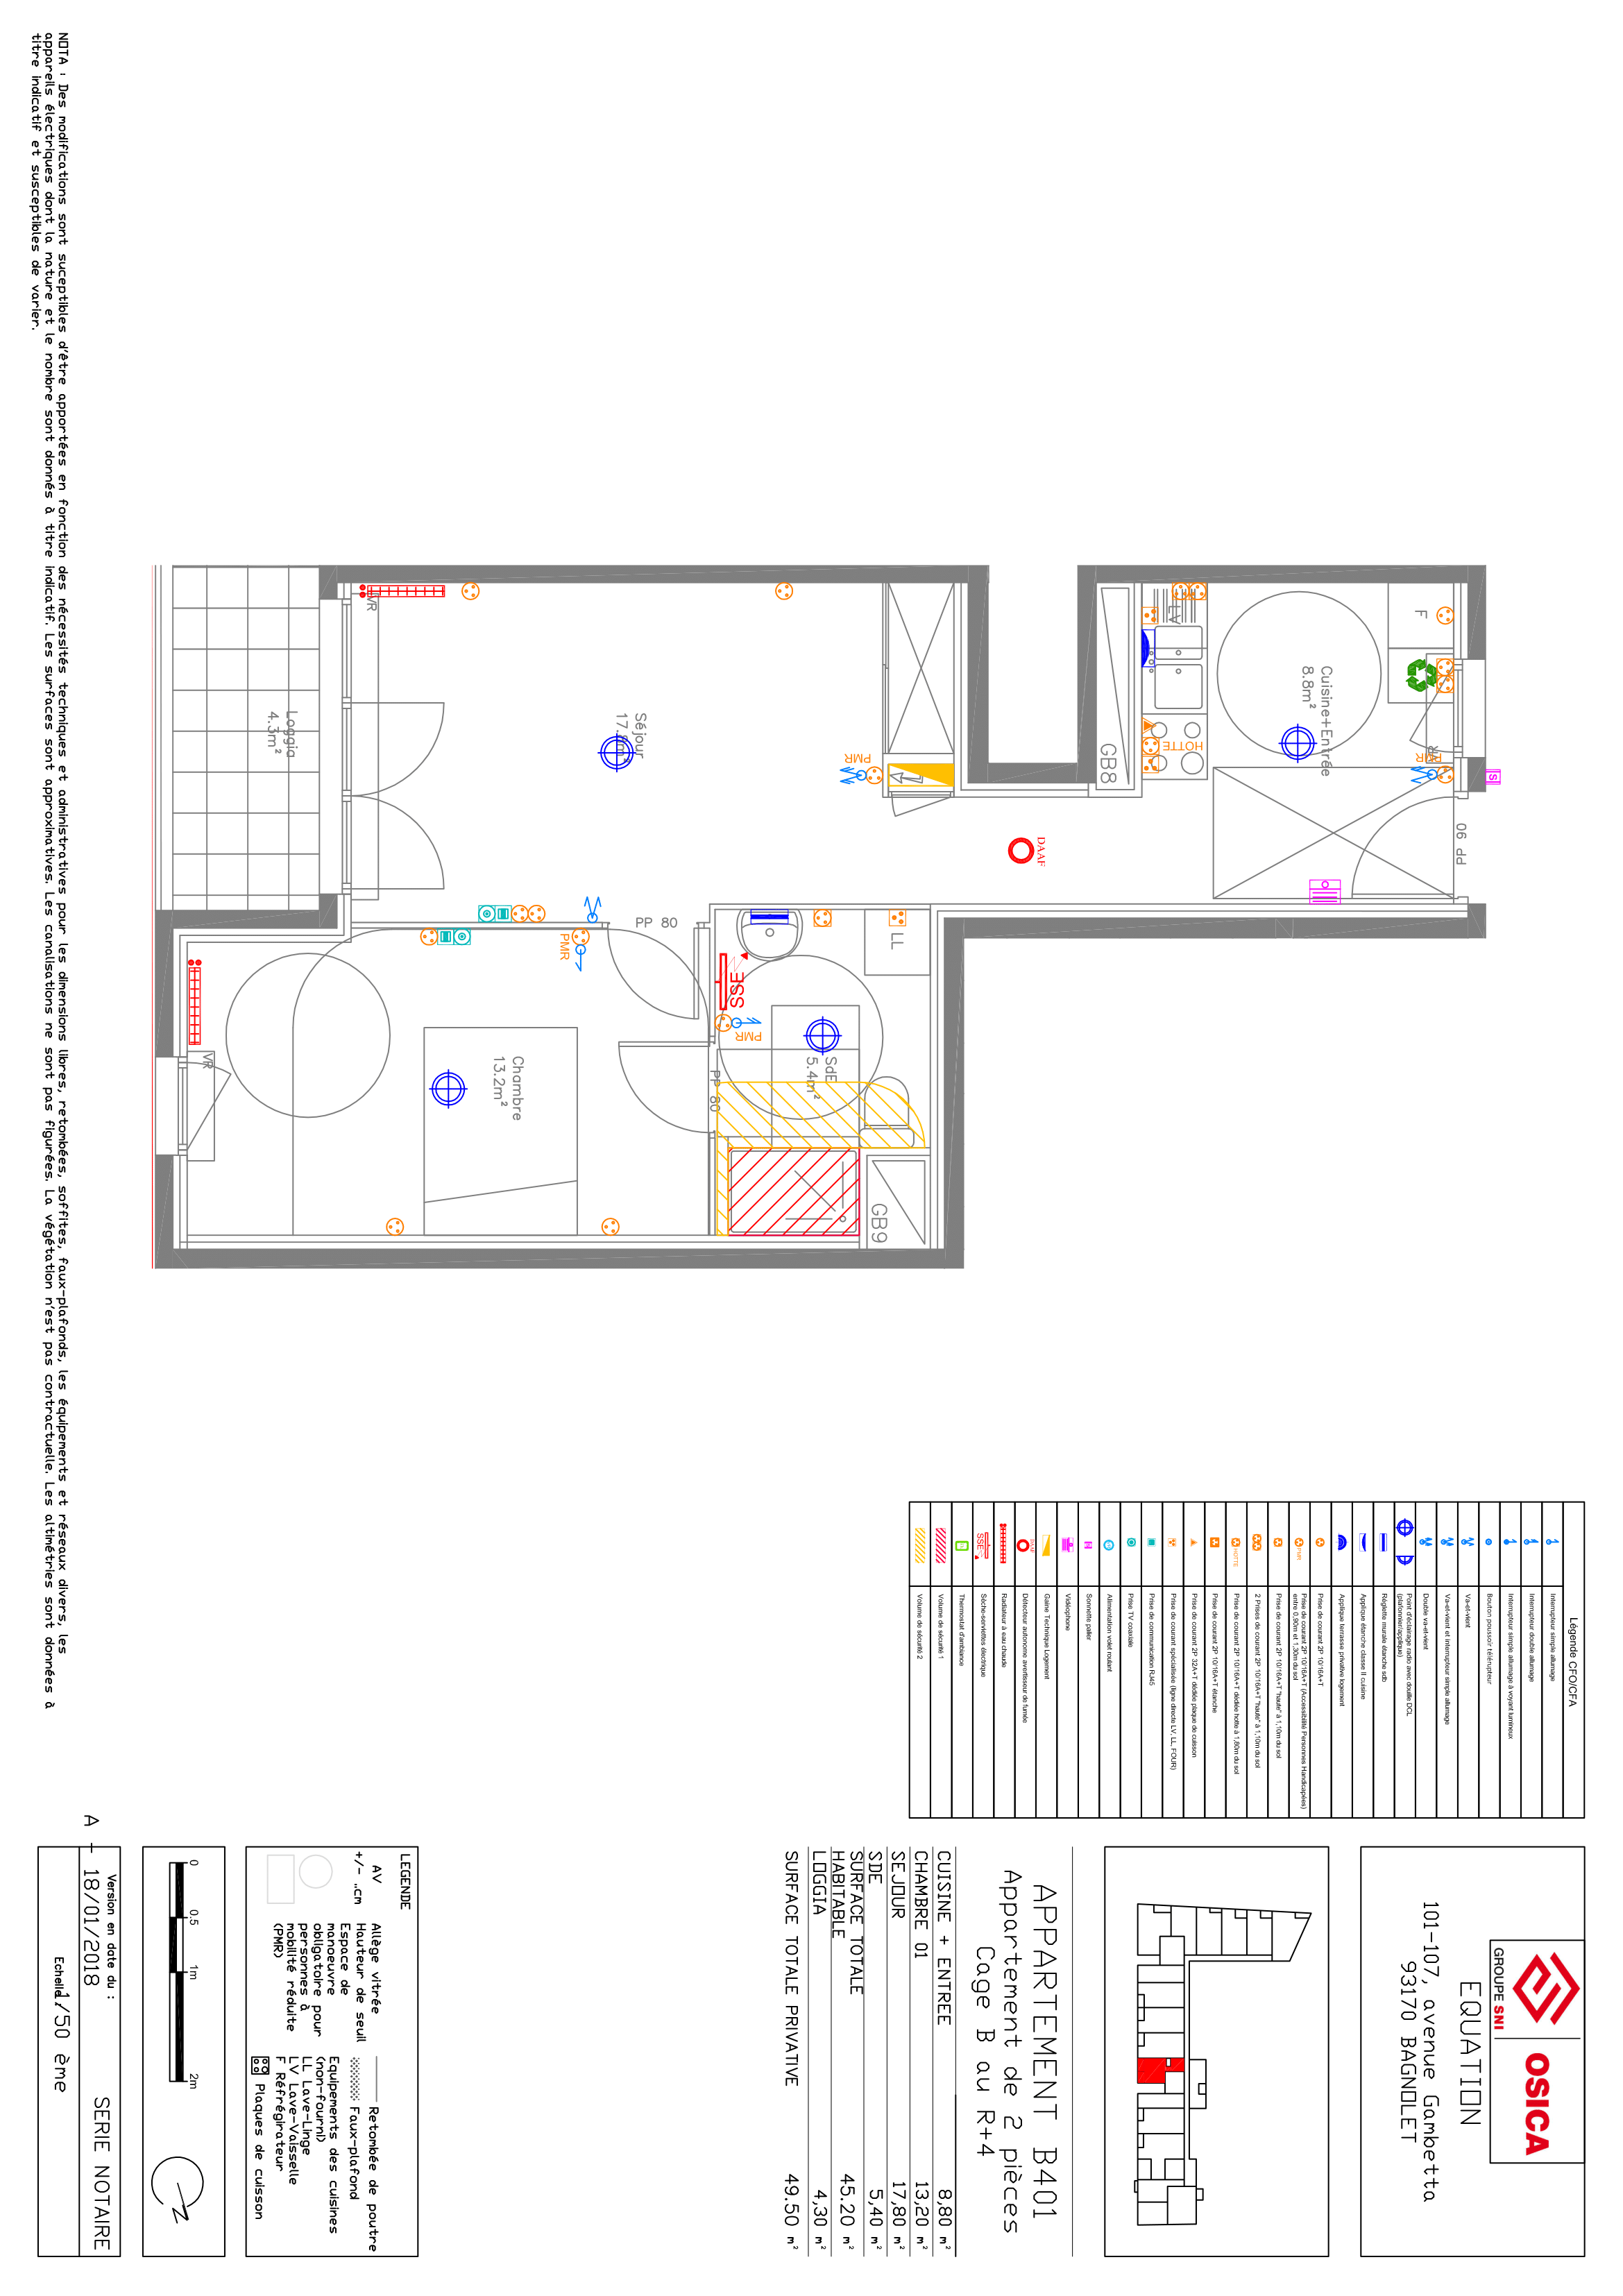 GROUPE SNI
OSICA
EQUATION
101-107, avenue Gambetta
93170 BAGNOLET
APPARTEMENT B401
Appartement de 2 pièces
Cage B au R+4
CUISINE + ENTREE 8,80 m²
CHAMBRE 01 13,20 m²
SEJOUR 17,80 m²
SDE 5,40 m²
SURFACE TOTALE
HABITABLE 45.20 m²
LOGGIA 4,30 m²
SURFACE TOTALE PRIVATIVE 49.50 m²
LEGENDE
AV Allège vitrée
+/- ..cm Hauteur de seuil
Espace de
manoeuvre
obligatoire pour
personnes à
mobilité réduite
(PMR)
Retombée de poutre
Faux-plafond
Equipements des cuisines
(non-fourni)
LL Lave-Linge
LV Lave-Vaisselle
F Réfrégirateur
Plaques de cuisson
0 0.5 1m 2m
N
A - 18/01/2018
Version en date du :
SERIE NOTAIRE
Echelle 1/50 ème
Légende CFO/CFA
Interrupteur simple allumage
Interrupteur double allumage
Interrupteur simple allumage à voyant lumineux
Bouton poussoir télérupteur
Va-et-vient
Va-et-vient et interrupteur simple allumage
Double va-et-vient
Point d'éclairage radio avec douille DCL
(plafonnier/applique)
Réglette murale étanche sdb
Applique étanche classe II cuisine
Applique terrasse privative logement
Prise de courant 2P 10/16A+T
PMR
Prise de courant 2P 10/16A+T (Accessibilité Personnes Handicapées)
entre 0,90m et 1,30m du sol
Prise de courant 2P 10/16A+T "haute" à 1,10m du sol
2 Prises de courant 2P 10/16A+T "haute" à 1,10m du sol
HOTTE
Prise de courant 2P 10/16A+T dédiée hotte à 1,80m du sol
Prise de courant 2P 10/16A+T étanche
Prise de courant 2P 32A+T dédiée plaque de cuisson
Prise de courant spécialisée (ligne directe LV, LL, FOUR)
Prise de communication RJ45
Prise TV coaxiale
Alimentation volet roulant
Sonnette palier
Vidéophone
Gaine Technique Logement
DAAF
Détecteur autonome avertisseur de fumée
Radiateur à eau chaude
SSE
Sèche-serviettes électrique
Thermostat d'ambiance
Volume de sécurité 1
Volume de sécurité 2
Cuisine+Entrée
8.8m²
F
LV
HOTTE
GB8
PMR
S
PP 90
DAAF
PMR
Séjour
VR
Loggia
4.3m²
PP 80
PMR
Chambre
13.2m²
VR
PP 80
LL
SSE
PMR
SdE
5.4m²
GB9
NOTA : Des modifications sont suceptibles d'être apportées en fonction des nécessités techniques et administratives pour les dimensions libres, retombées, soffites, faux-plafonds, les équipements et réseaux divers, les
appareils électriques dont la nature et le nombre sont donnés à titre indicatif. Les surfaces sont approximatives. Les canalisations ne sont pas figurées. La végétation n'est pas contractuelle. Les altimétries sont données à
titre indicatif et susceptibles de varier.